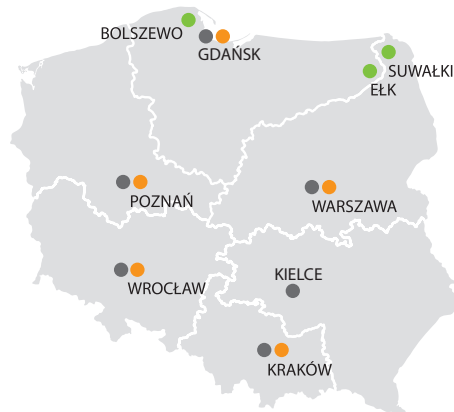 BOLSZEWO
GDAŃSK
SUWAŁKI
EŁK
POZNAŃ
WARSZAWA
KIELCE
WROCŁAW
KRAKÓW